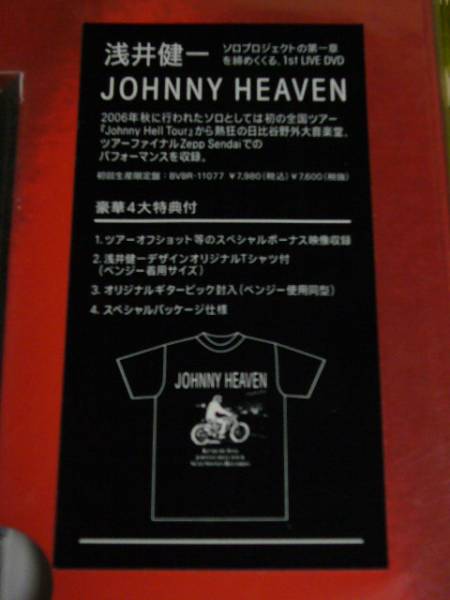 浅井健一
ソロプロジェクトの第一章
を締めくくる、1st LIVE DVD
JOHNNY HEAVEN
2006年秋に行われたソロとしては初の全国ツアー
『Johnny Hell Tour』から熱狂の日比谷野外大音楽堂、
ツアーファイナルZepp Sendaiでの
パフォーマンスを収録。
初回生産限定盤：BVBR-11077 ￥7,980(税込) ￥7,600(税抜)
豪華4大特典付
1. ツアーオフショット等のスペシャルボーナス映像収録
2. 浅井健一デザインオリジナルTシャツ付
（ベンジー着用サイズ）
3. オリジナルギターピック封入（ベンジー使用同型）
4. スペシャルパッケージ仕様
JOHNNY HEAVEN